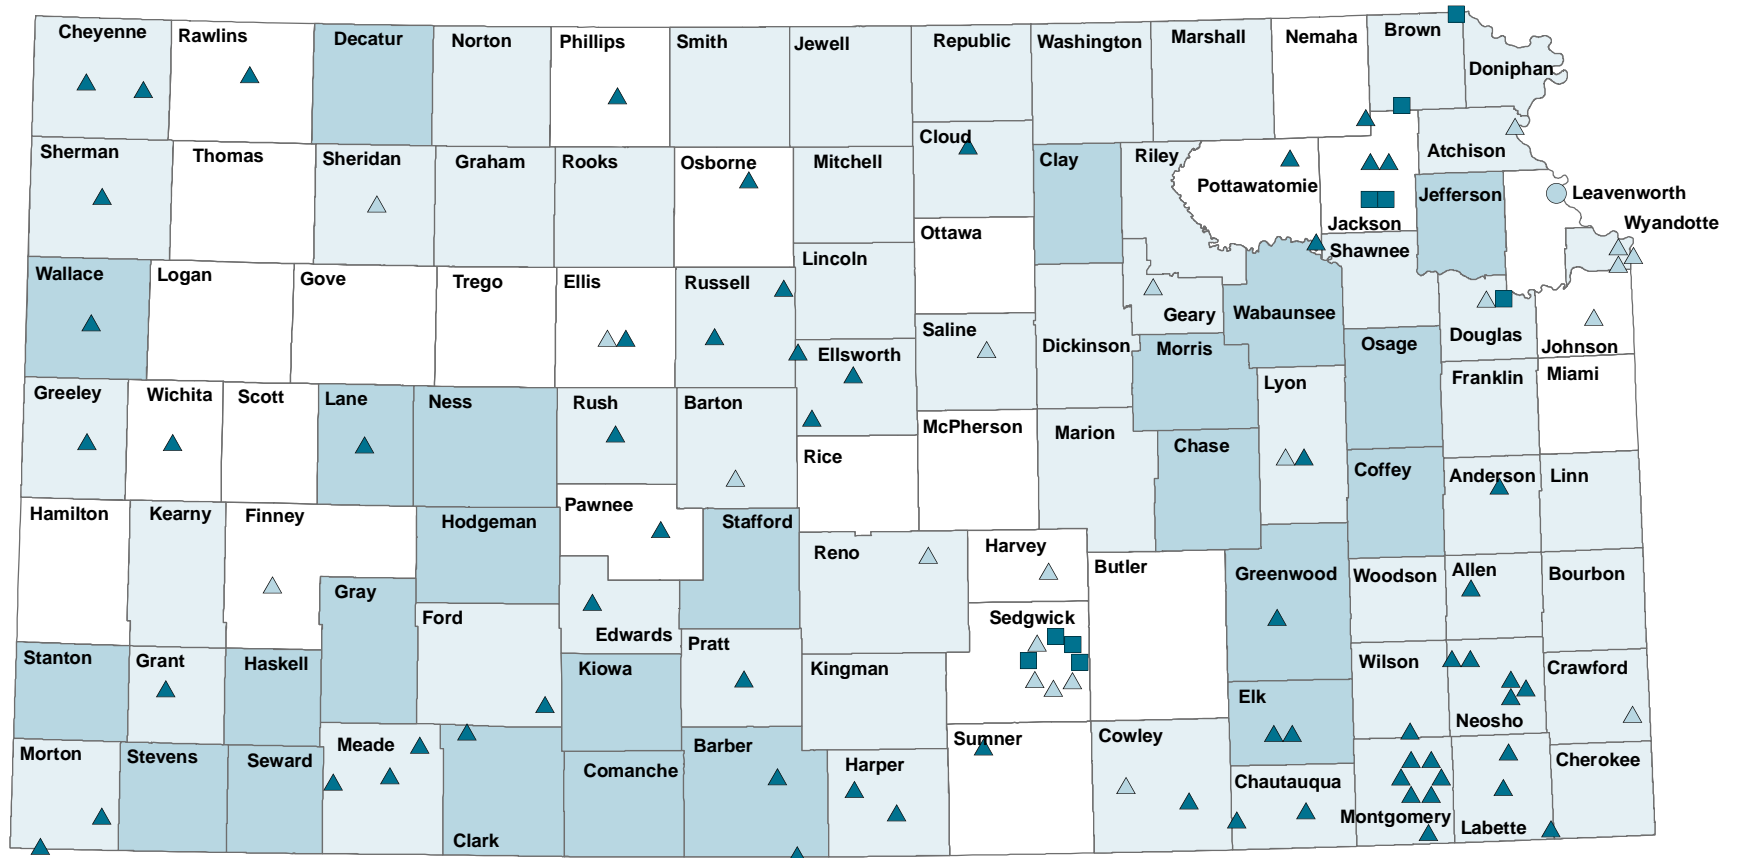 Cheyenne
Rawlins
Decatur
Norton
Phillips
Smith
Jewell
Republic
Washington
Marshall
Nemaha
Brown
Doniphan
Sherman
Thomas
Sheridan
Graham
Rooks
Osborne
Mitchell
Cloud
Clay
Riley
Pottawatomie
Jackson
Atchison
Jefferson
Leavenworth
Wyandotte
Wallace
Logan
Gove
Trego
Ellis
Russell
Lincoln
Ottawa
Saline
Dickinson
Geary
Wabaunsee
Shawnee
Douglas
Johnson
Greeley
Wichita
Scott
Lane
Ness
Rush
Barton
Ellsworth
Rice
McPherson
Marion
Morris
Chase
Lyon
Osage
Franklin
Miami
Hamilton
Kearny
Finney
Hodgeman
Pawnee
Stafford
Reno
Harvey
Butler
Greenwood
Coffey
Anderson
Linn
Gray
Ford
Edwards
Pratt
Kingman
Sedgwick
Woodson
Allen
Bourbon
Stanton
Grant
Haskell
Kiowa
Elk
Wilson
Neosho
Crawford
Morton
Stevens
Seward
Meade
Clark
Comanche
Barber
Harper
Sumner
Cowley
Chautauqua
Montgomery
Labette
Cherokee